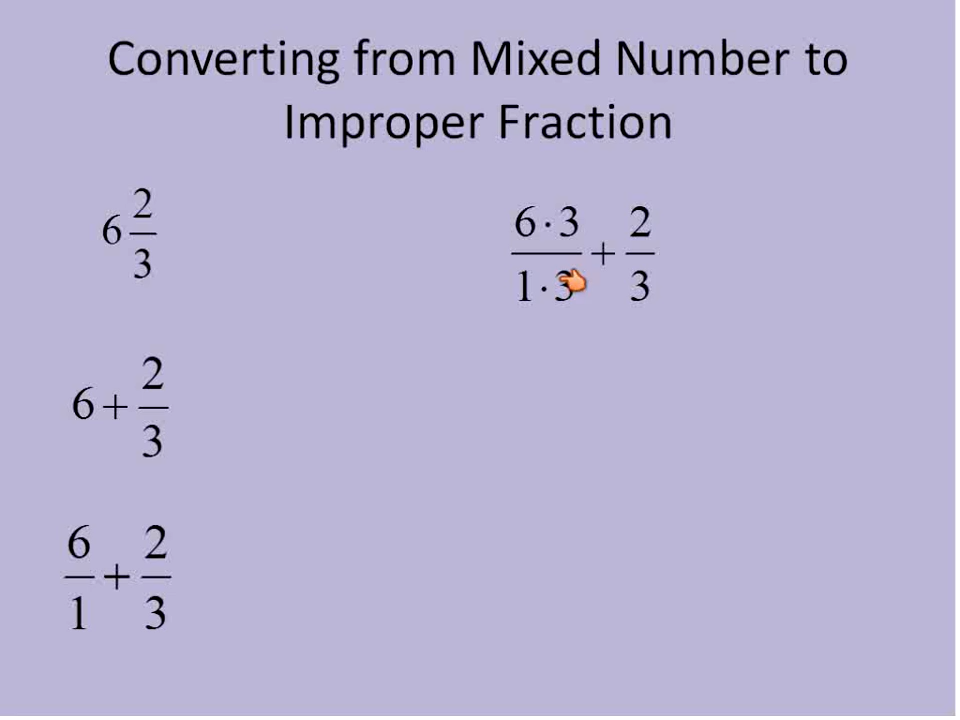 Converting from Mixed Number to
Improper Fraction
6 2/3
6 + 2/3
6/1 + 2/3
6·3/1·3 + 2/3